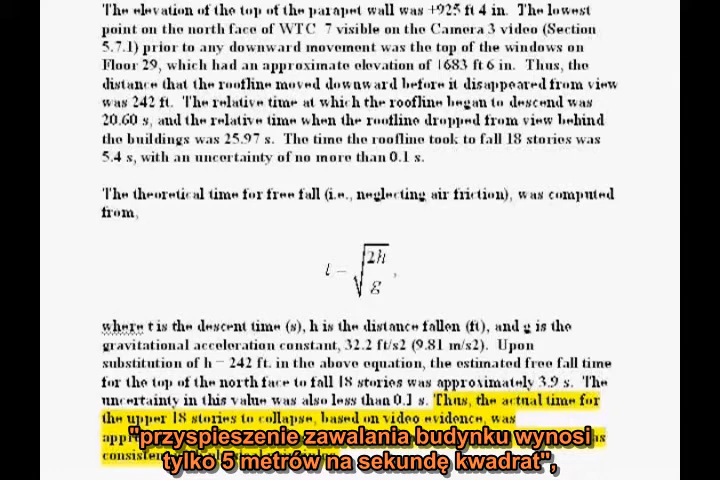 The elevation of the top of the parapet wall was +925 ft 4 in.  The lowest
point on the north face of WTC 7 visible on the Camera 3 video (Section
5.7.1) prior to any downward movement was the top of the windows on
Floor 29, which had an approximate elevation of 1683 ft 6 in.  Thus, the
distance that the roofline moved downward before it disappeared from view
was 242 ft.  The relative time at which the roofline began to descend was
20.60 s, and the relative time when the roofline dropped from view behind
the buildings was 25.97 s.  The time the roofline took to fall 18 stories was
5.4 s, with an uncertainty of no more than 0.1 s.
The theoretical time for free fall (i.e., neglecting air friction), was computed
from,
t = √(2h/g),
where t is the descent time (s), h is the distance fallen (ft), and g is the
gravitational acceleration constant, 32.2 ft/s2 (9.81 m/s2).  Upon
substitution of h = 242 ft. in the above equation, the estimated free fall time
for the top of the north face to fall 18 stories was approximately 3.9 s.  The
uncertainty in this value was also less than 0.1 s.  Thus, the actual time for
the upper 18 stories to collapse, based on video evidence, was
"przyspieszenie zawalania budynku wynosi
tylko 5 metrów na sekundę kwadrat",